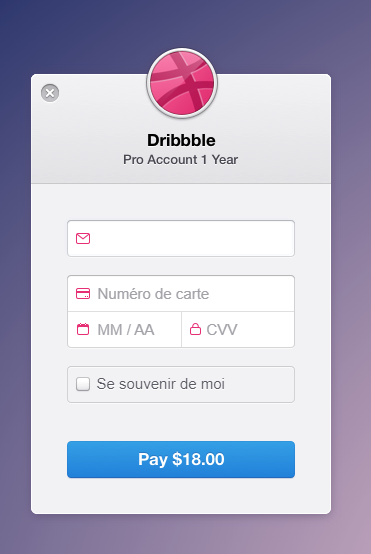 Dribbble
Pro Account 1 Year
Numéro de carte
MM / AA
CVV
Se souvenir de moi
Pay $18.00